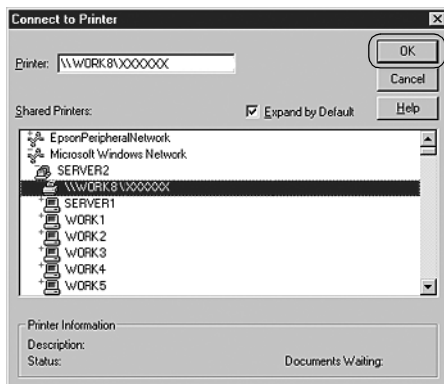 Connect to Printer
OK
Printer: \\WORK8\XXXXXX
Cancel
Shared Printers:
Expand by Default
Help
EpsonPeripheralNetwork
Microsoft Windows Network
SERVER2
\\WORK8\XXXXXX
SERVER1
WORK1
WORK2
WORK3
WORK4
WORK5
Printer Information
Description:
Status:
Documents Waiting: